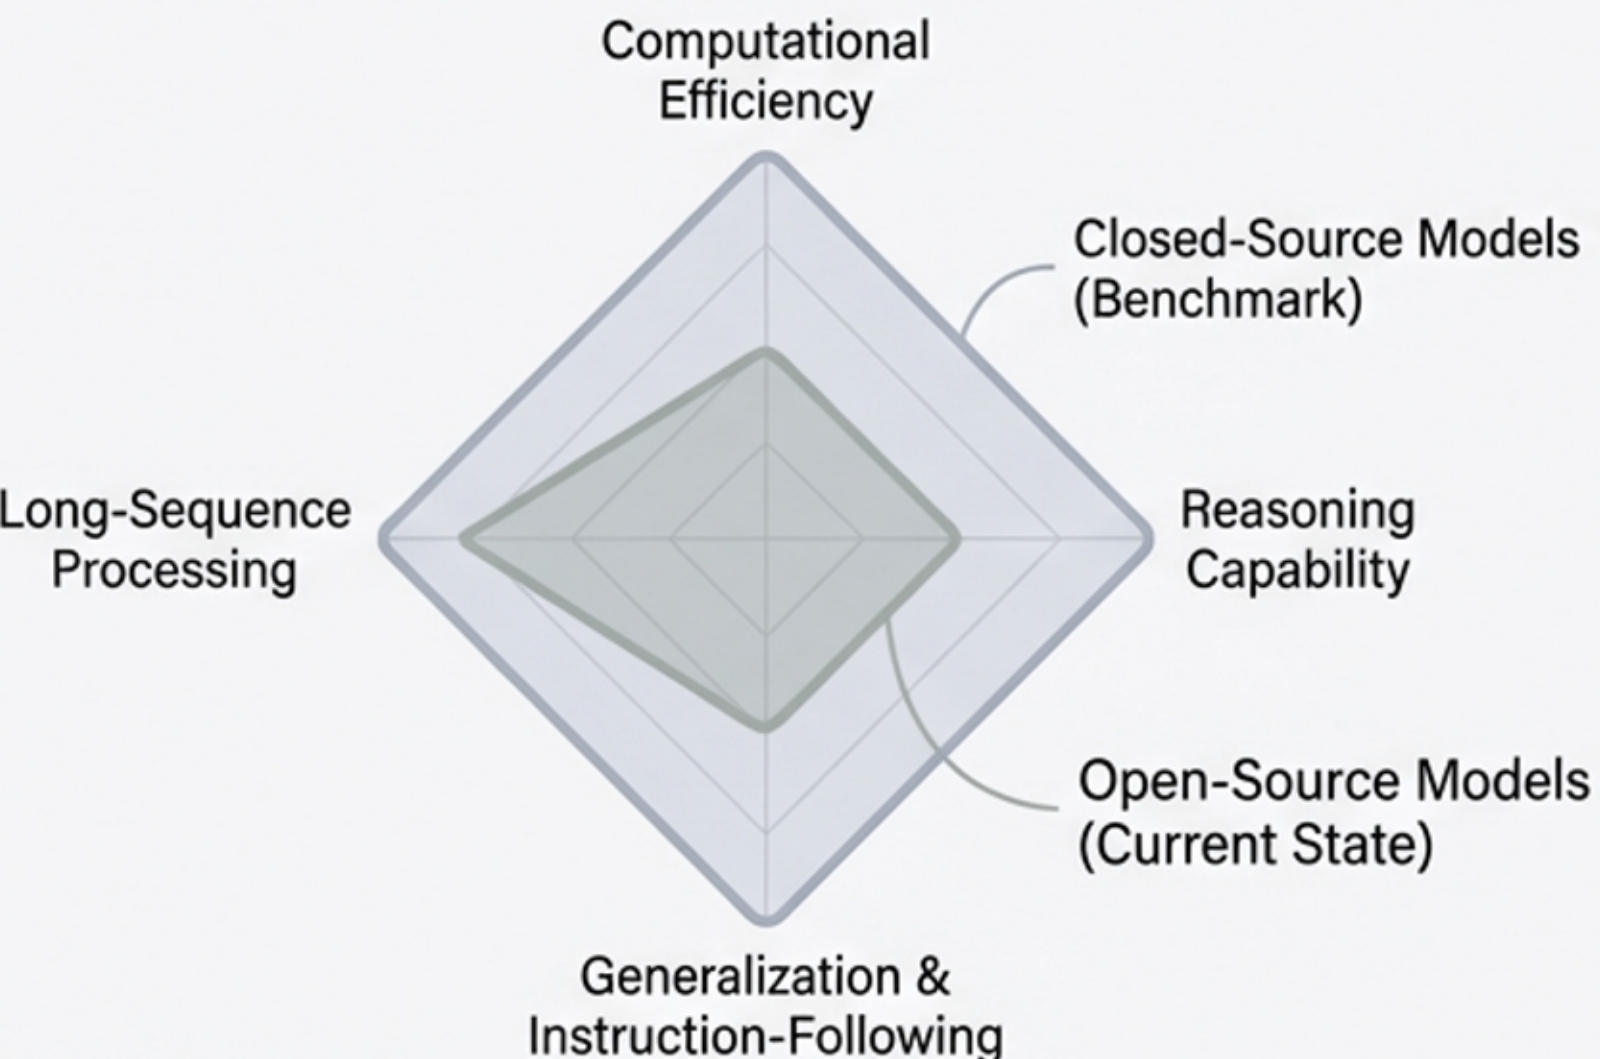 Computational
Efficiency
Closed-Source Models
(Benchmark)
Long-Sequence
Processing
Reasoning
Capability
Open-Source Models
(Current State)
Generalization &
Instruction-Following